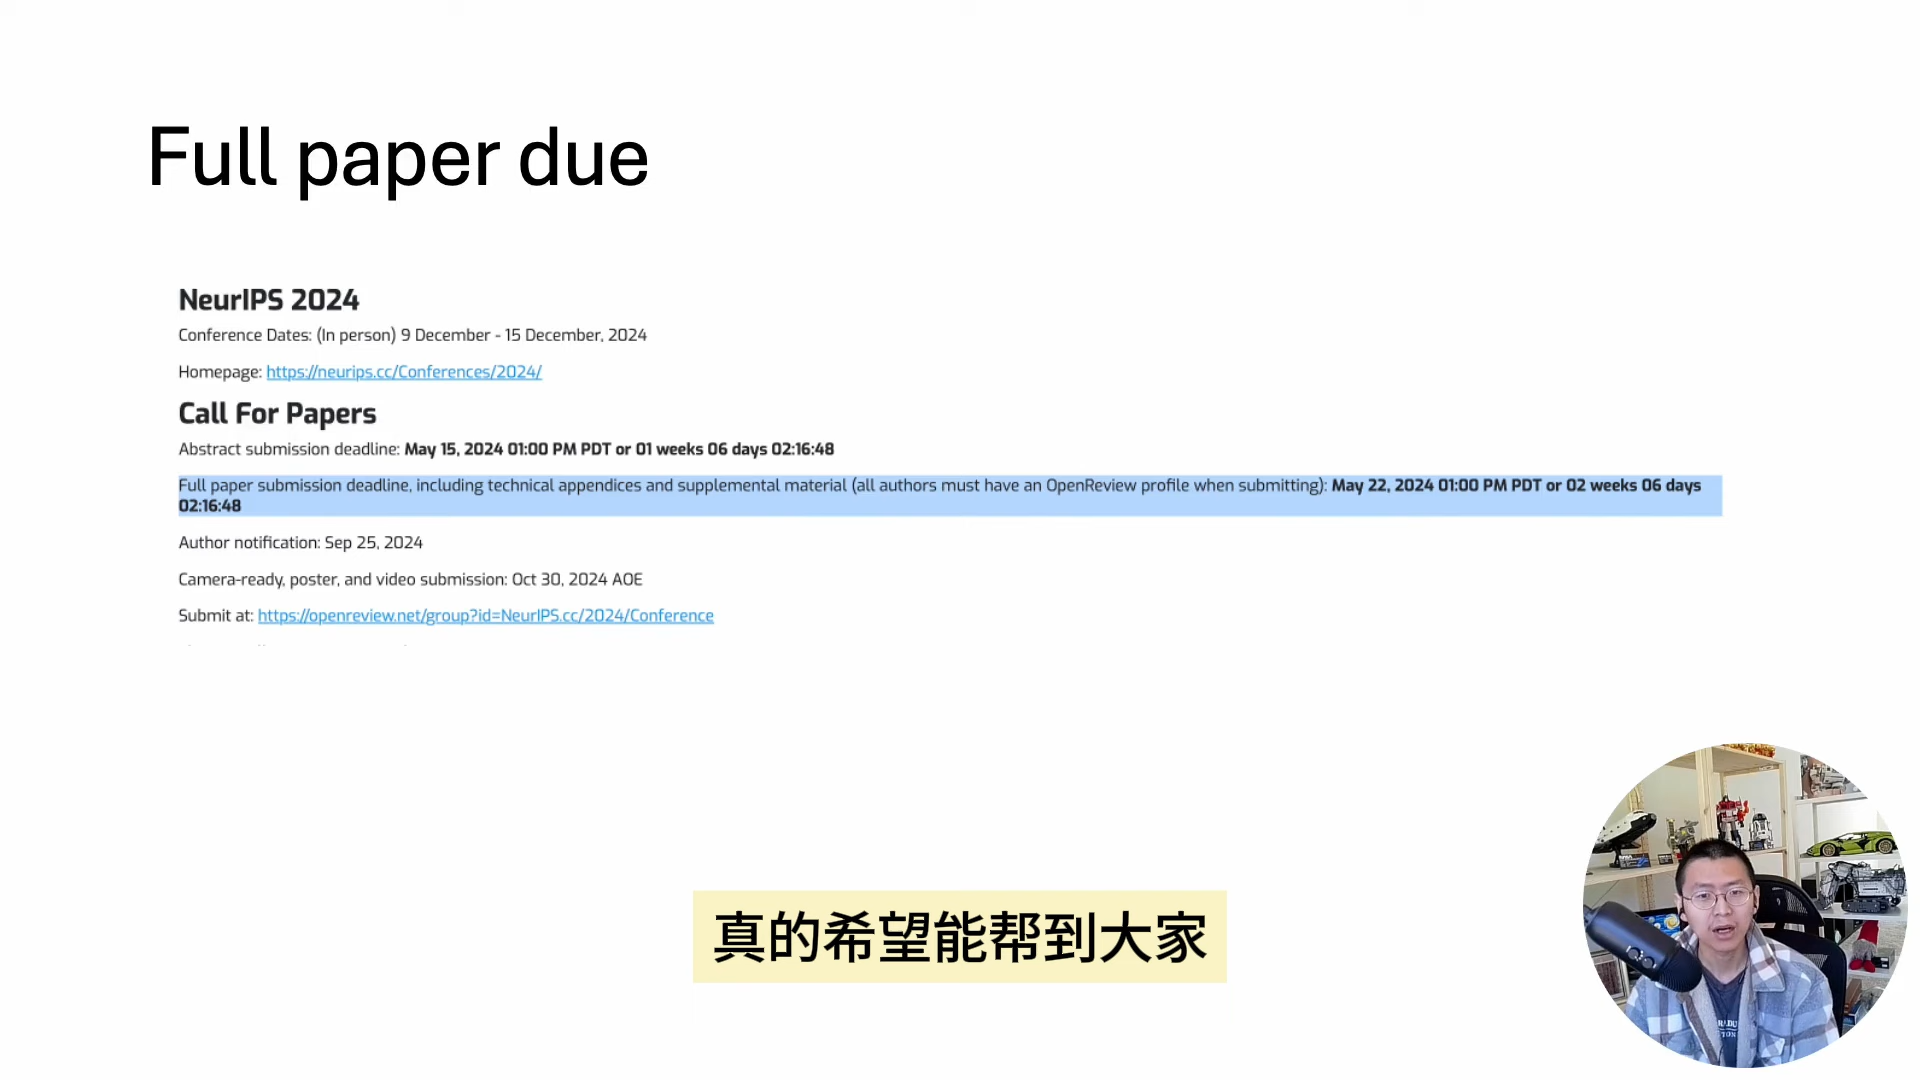 Full paper due
NeurIPS 2024
Conference Dates: (In person) 9 December - 15 December, 2024
Homepage: https://neurips.cc/Conferences/2024/
Call For Papers
Abstract submission deadline: May 15, 2024 01:00 PM PDT or 01 weeks 06 days 02:16:48
Full paper submission deadline, including technical appendices and supplemental material (all authors must have an OpenReview profile when submitting): May 22, 2024 01:00 PM PDT or 02 weeks 06 days
02:16:48
Author notification: Sep 25, 2024
Camera-ready, poster, and video submission: Oct 30, 2024 AOE
Submit at: https://openreview.net/group?id=NeurIPS.cc/2024/Conference
真的希望能帮到大家